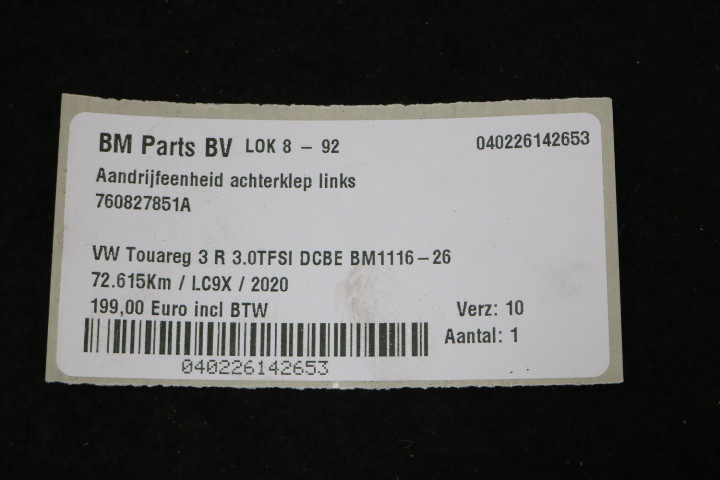 BM Parts BV LOK 8 - 92 040226142653
Aandrijfeenheid achterklep links
760827851A
VW Touareg 3 R 3.0TFSI DCBE BM1116-26
72.615Km / LC9X / 2020
199,00 Euro incl BTW Verz: 10
Aantal: 1
040226142653